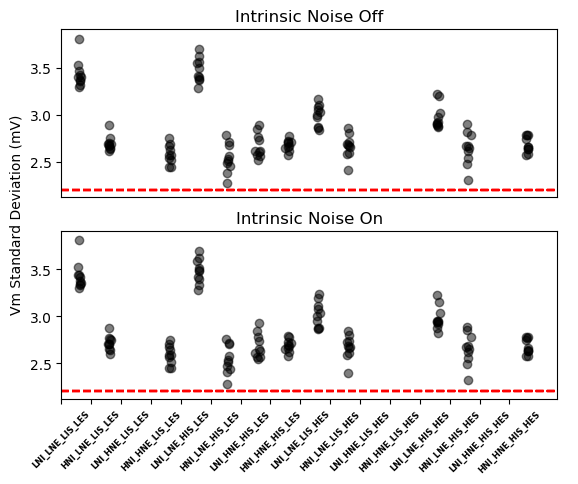 Intrinsic Noise Off
3.5
3.0
2.5
Vm Standard Deviation (mV)
Intrinsic Noise On
3.5
3.0
2.5
LNI_LNE_LIS_LES
HNI_LNE_LIS_LES
LNI_HNE_LIS_LES
HNI_HNE_LIS_LES
LNI_LNE_HIS_LES
HNI_LNE_HIS_LES
LNI_HNE_HIS_LES
HNI_HNE_HIS_LES
LNI_LNE_LIS_HES
HNI_LNE_LIS_HES
LNI_HNE_LIS_HES
HNI_HNE_LIS_HES
LNI_LNE_HIS_HES
HNI_LNE_HIS_HES
LNI_HNE_HIS_HES
HNI_HNE_HIS_HES